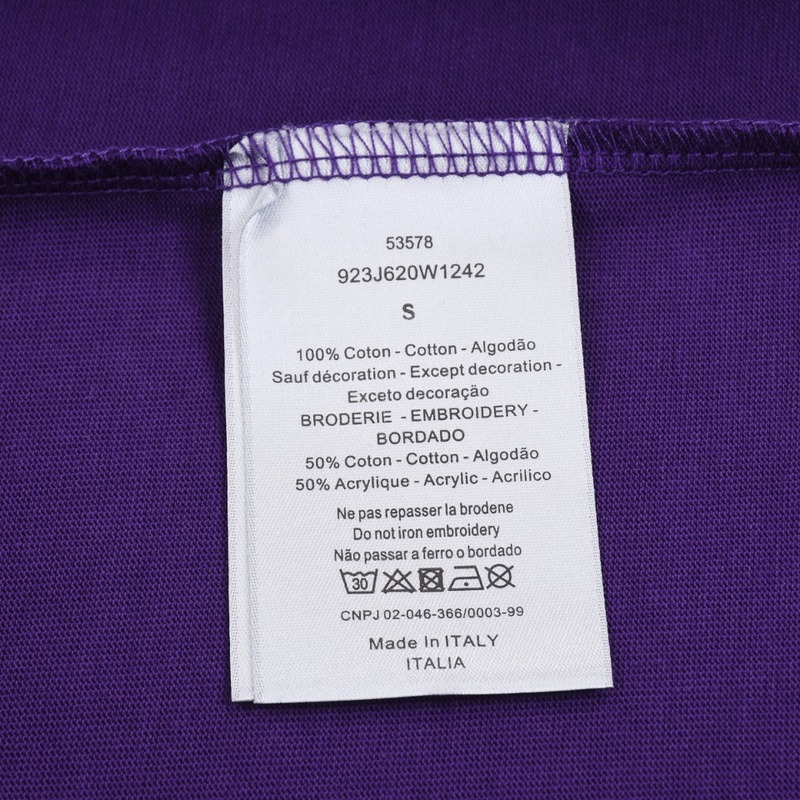 53578
923J620W1242
S
100% Coton - Cotton - Algodão
Sauf décoration - Except decoration -
Exceto decoraçäo
BRODERIE - EMBROIDERY -
BORDADO
50% Coton - Cotton - Algodão
50% Acrylique - Acrylic - Acrilico
Ne pas repasser la brodene
Do not iron embroidery
Não passar a ferro o bordado
30
CNPJ 02-046-366/0003-99
Made In ITALY
ITALIA